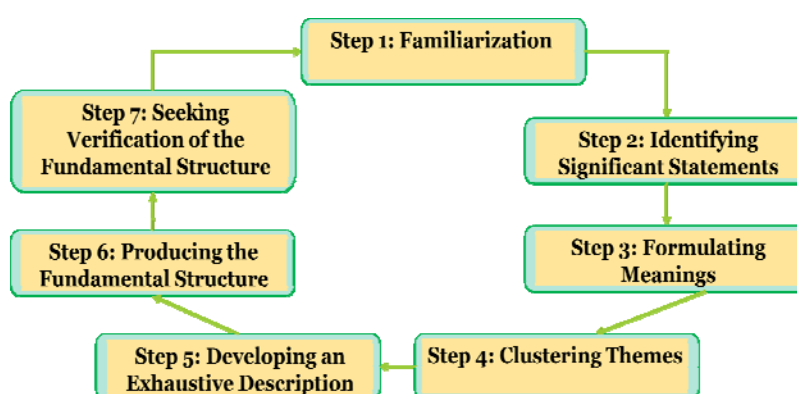 Step 1: Familiarization
Step 2: Identifying
Significant Statements
Step 3: Formulating
Meanings
Step 4: Clustering Themes
Step 5: Developing an
Exhaustive Description
Step 6: Producing the
Fundamental Structure
Step 7: Seeking
Verification of the
Fundamental Structure